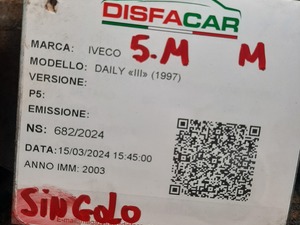 DISFACAR
MARCA: IVECO 5.M M
MODELLO: DAILY «III» (1997)
VERSIONE:
P5:
EMISSIONE:
NS: 682/2024
DATA: 15/03/2024 15:45:00
ANNO IMM: 2003
SINGOLO